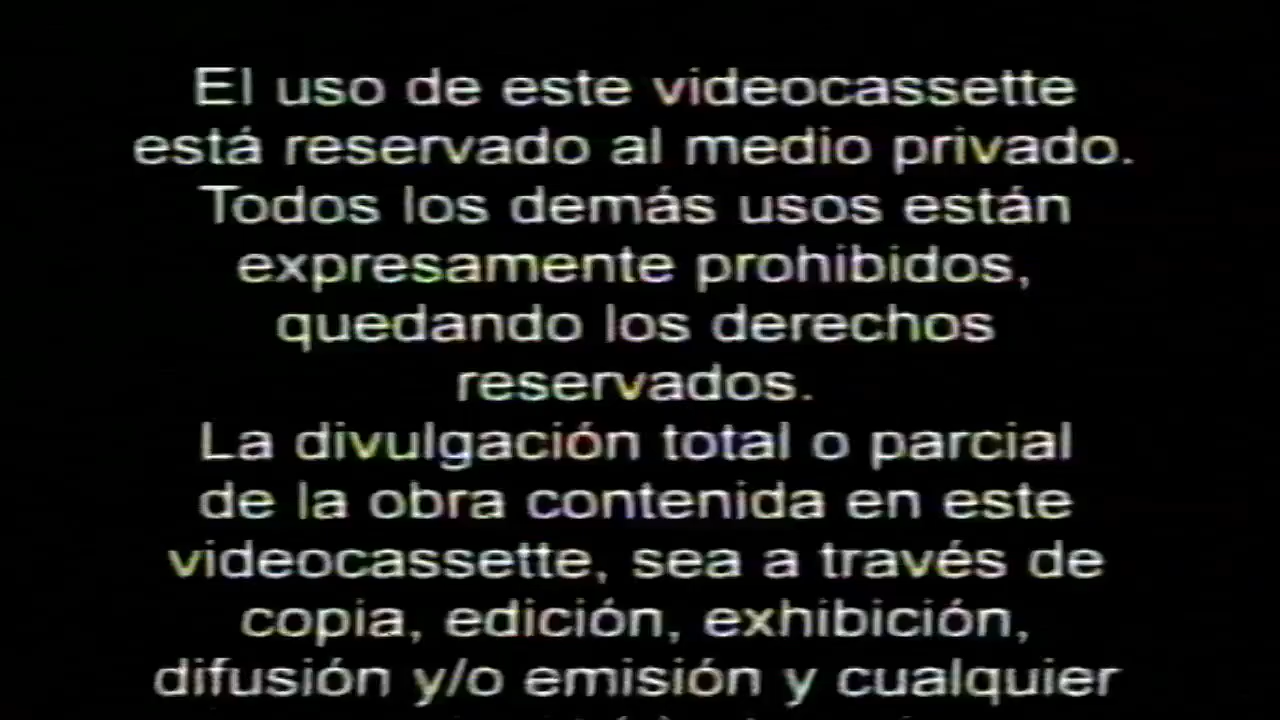 El uso de este videocassette
está reservado al medio privado.
Todos los demás usos están
expresamente prohibidos,
quedando los derechos
reservados.
La divulgación total o parcial
de la obra contenida en este
videocassette, sea a través de
copia, edición, exhibición,
difusión y/o emisión y cualquier